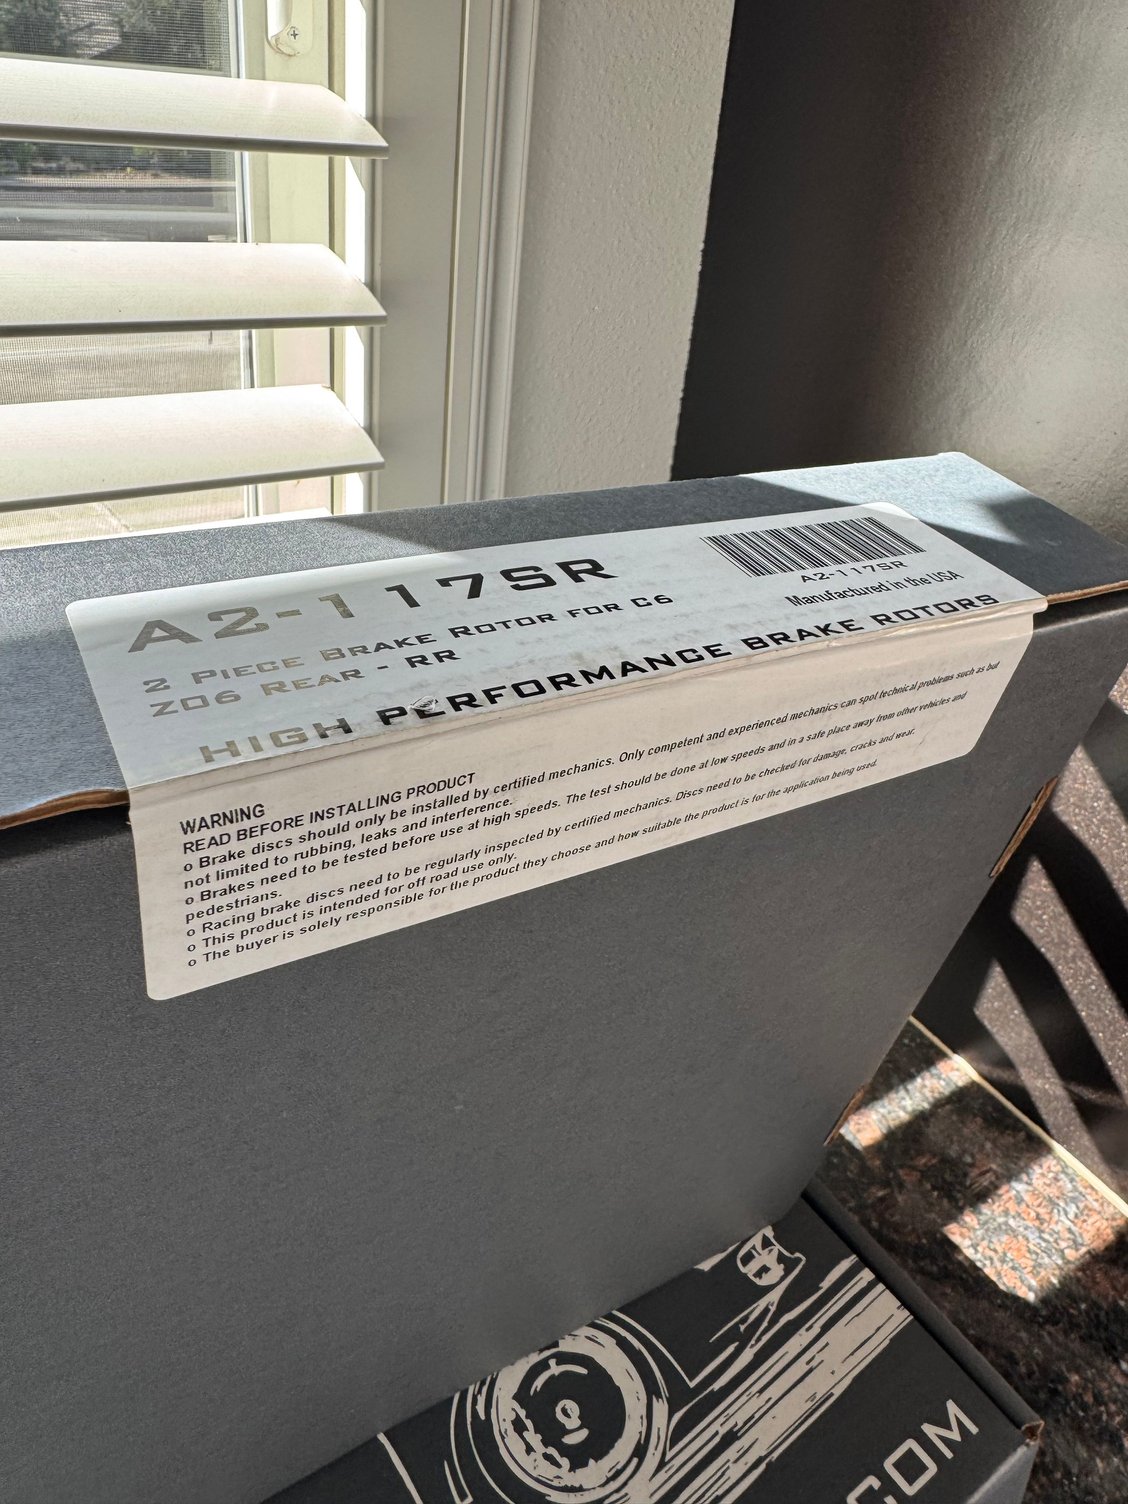 A2-117SR
2 PIECE BRAKE ROTOR FOR C6
Z06 REAR - RR
A2-117SR
Manufactured in the USA
HIGH PERFORMANCE BRAKE ROTORS
WARNING
READ BEFORE INSTALLING PRODUCT
o Brake discs should only be installed by certified mechanics. Only competent and experienced mechanics can spot technical problems such as but
not limited to rubbing, leaks and interference.
o Brakes need to be tested before use at high speeds. The test should be done at low speeds and in a safe place away from other vehicles and
pedestrians.
o Racing brake discs need to be regularly inspected by certified mechanics. Discs need to be checked for damage, cracks and wear.
o This product is intended for off road use only.
o The buyer is solely responsible for the product they choose and how suitable the product is for the application being used.
.COM